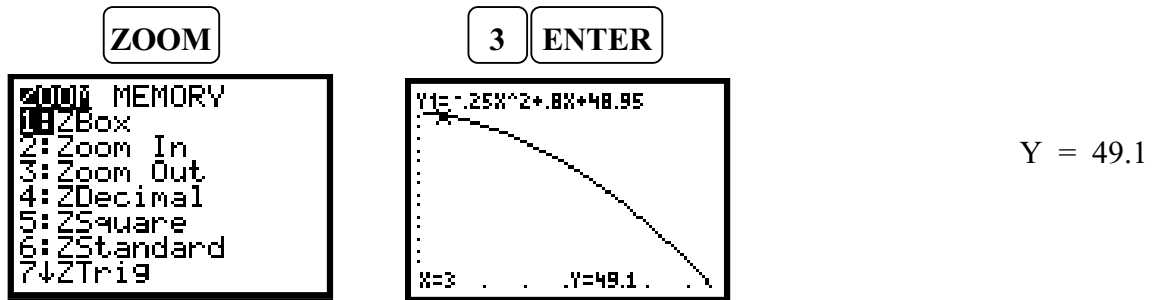 ZOOM
3 ENTER
ZOOM MEMORY
1:ZBox
2:Zoom In
3:Zoom Out
4:ZDecimal
5:ZSquare
6:ZStandard
7↓ZTrig
Y1=-.25X^2+.8X+48.95
X=3 Y=49.1
Y = 49.1